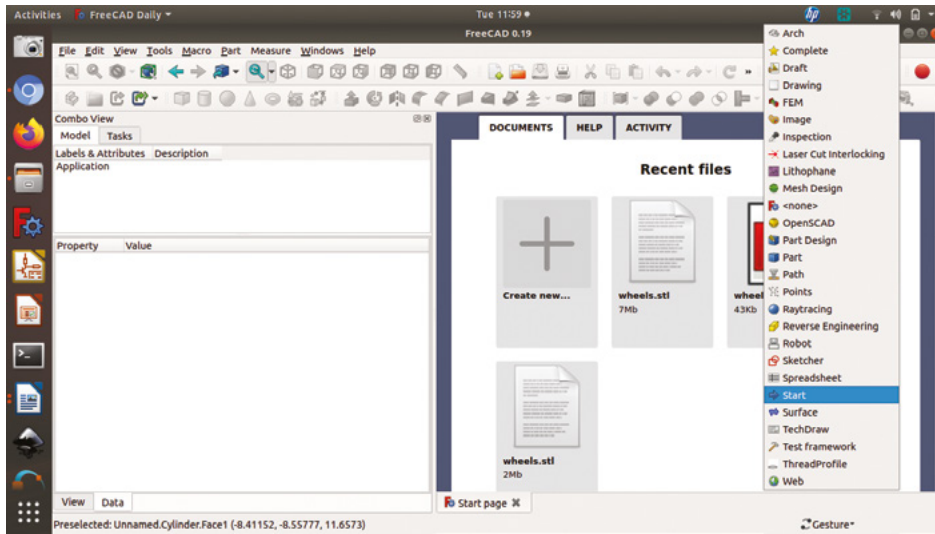 Activities FreeCAD Daily Tue 11:59
FreeCAD 0.19
File Edit View Tools Macro Part Measure Windows Help
Combo View
Model Tasks
Labels & Attributes Description
Application
Property Value
View Data
Preselected: Unnamed.Cylinder.Face1 (-8.41152, -8.55777, 11.6573)
DOCUMENTS HELP ACTIVITY
Recent files
Create new...
wheels.stl
7Mb
wheel
43Kb
wheels.stl
2Mb
Start page
Arch
Complete
Draft
Drawing
FEM
Image
Inspection
Laser Cut Interlocking
Lithophane
Mesh Design
<none>
OpenSCAD
Part Design
Part
Path
Points
Raytracing
Reverse Engineering
Robot
Sketcher
Spreadsheet
Start
Surface
TechDraw
Test framework
ThreadProfile
Web
Gesture